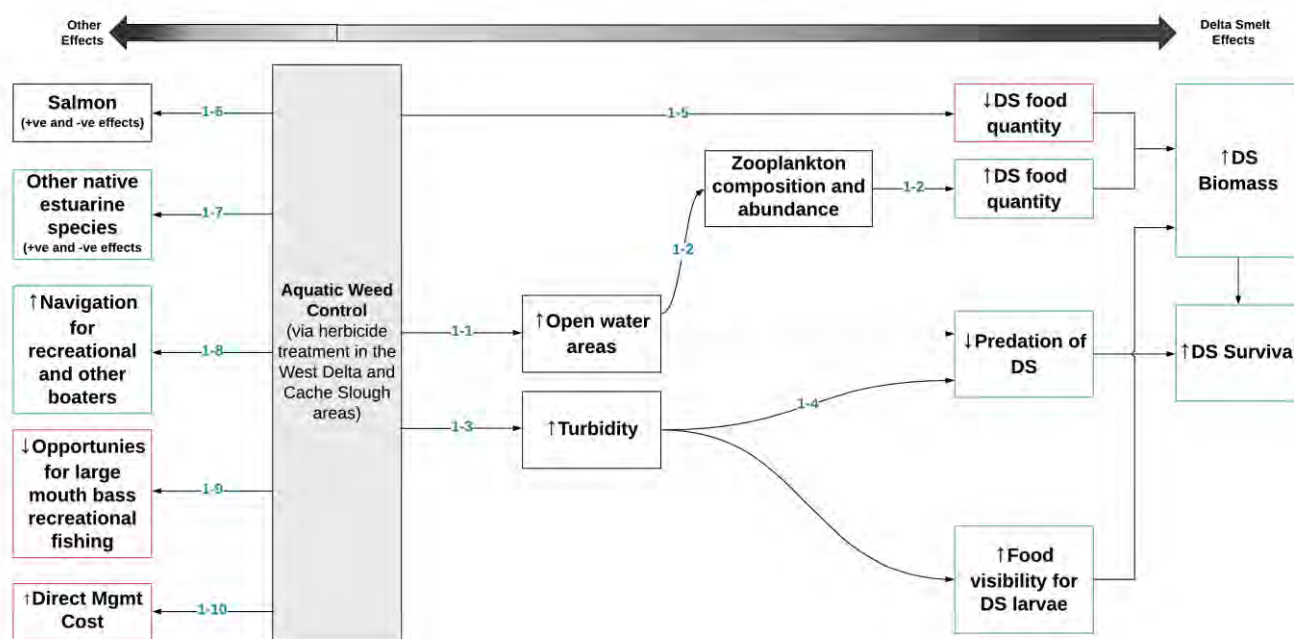 Other
Effects
Delta Smelt
Effects
Salmon
(+ve and -ve effects)
1-6
1-5
↓DS food
quantity
Other native
estuarine
species
(+ve and -ve effects
1-7
Zooplankton
composition and
abundance
1-2
↑DS food
quantity
↑DS
Biomass
1-2
Aquatic Weed
Control
(via herbicide
treatment in the
West Delta and
Cache Slough
areas)
↑Navigation
for
recreational
and other
boaters
1-8
1-1
↑Open water
areas
↓Predation of
DS
↑DS Surviva
1-3
↑Turbidity
1-4
↓Opportunies
for large
mouth bass
recreational
fishing
1-9
↑Food
visibility for
DS larvae
↑Direct Mgmt
Cost
1-10